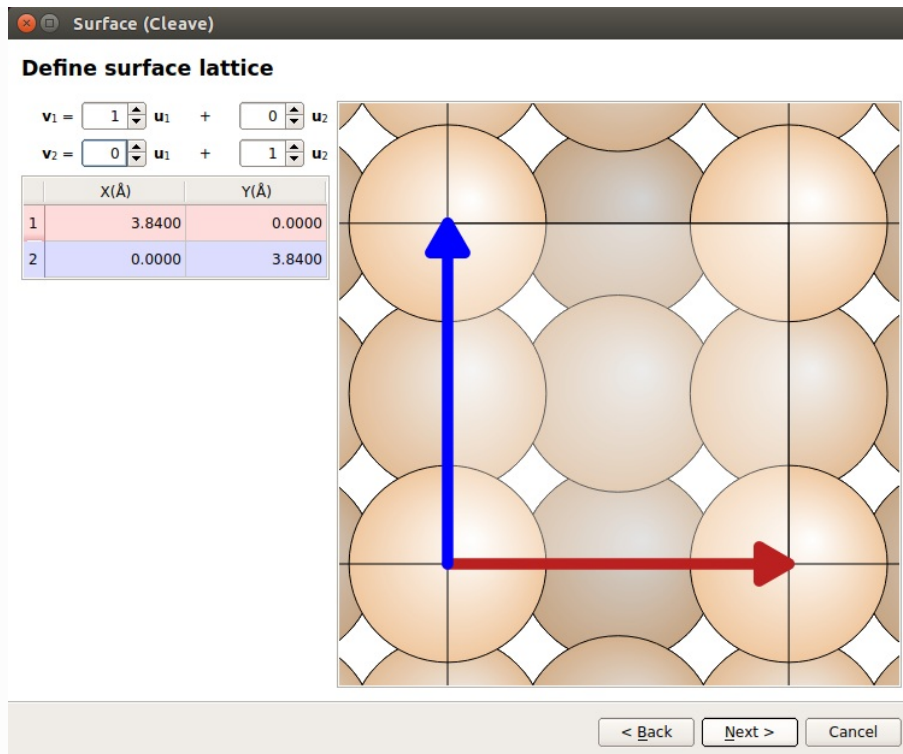 Surface (Cleave)
Define surface lattice
v1 = 1 u1 + 0 u2
v2 = 0 u1 + 1 u2
X(Å) Y(Å)
1 3.8400 0.0000
2 0.0000 3.8400
< Back Next > Cancel